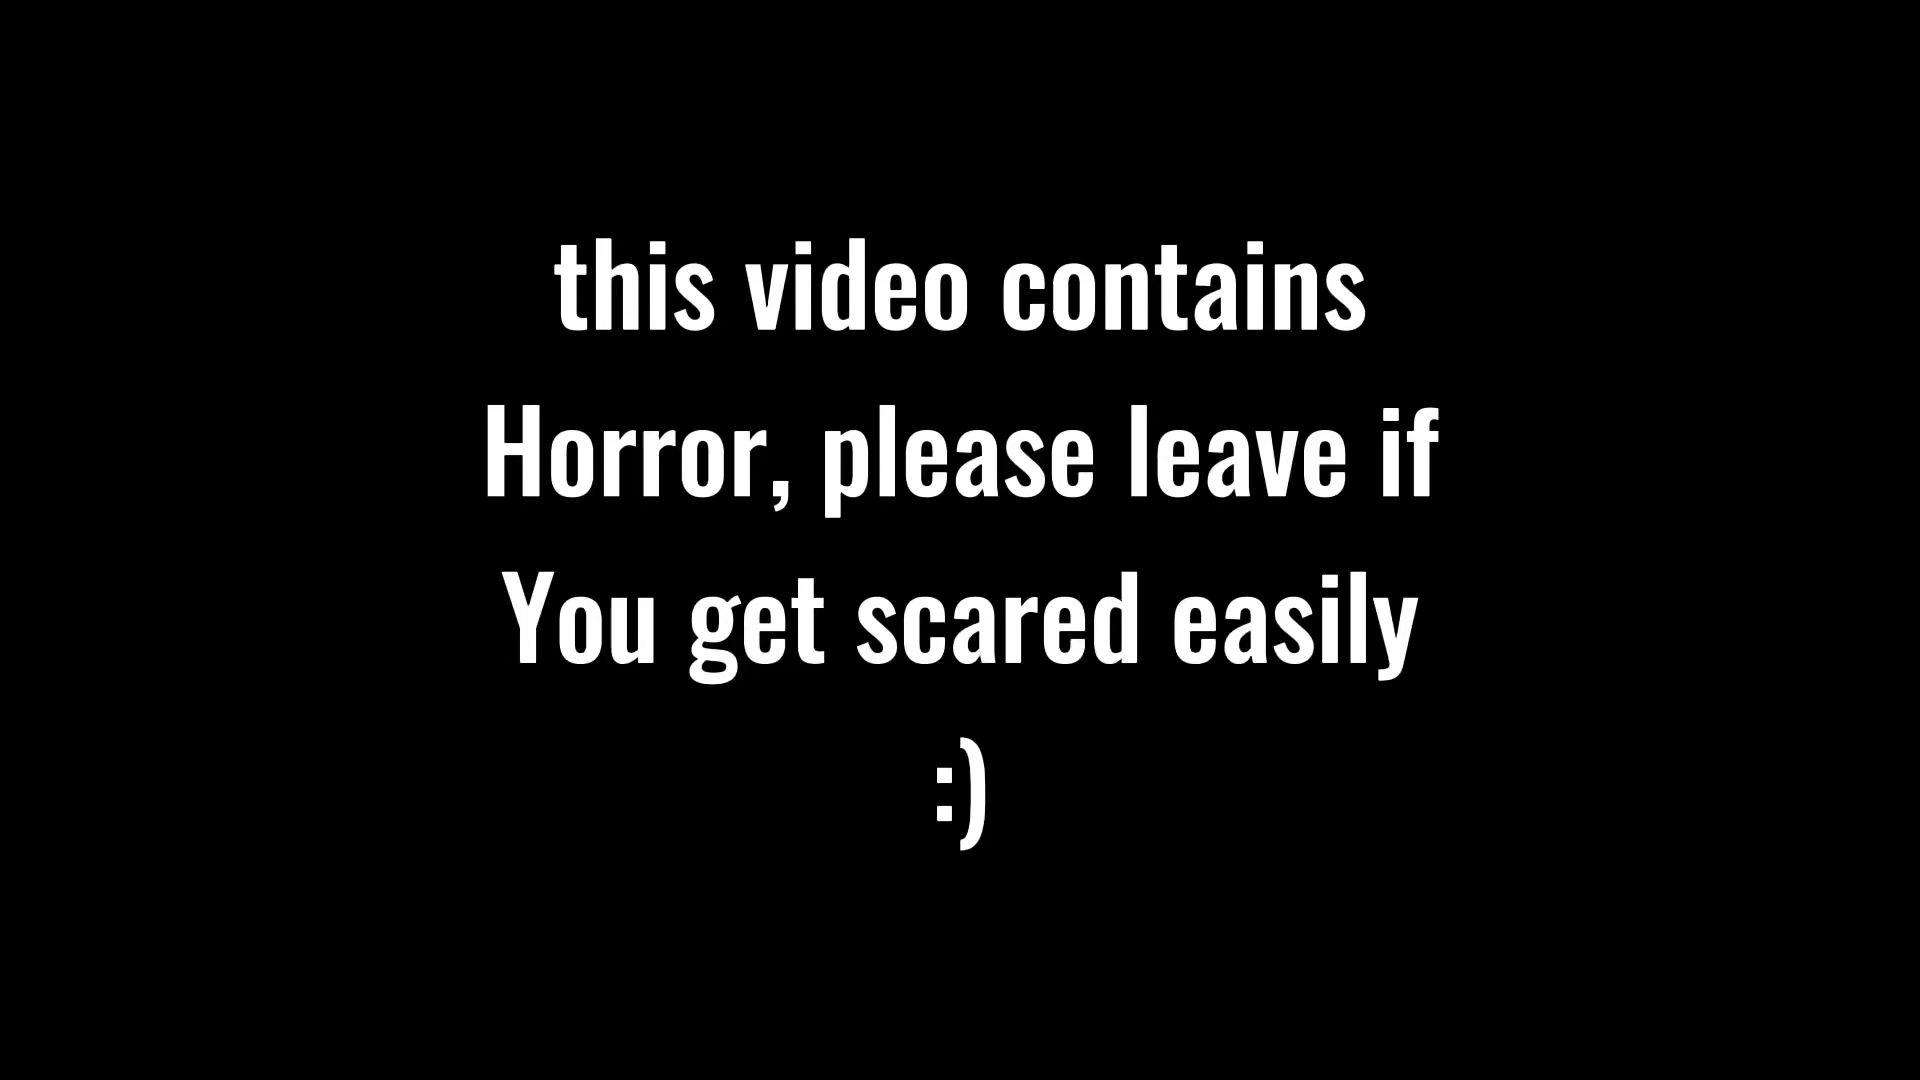 this video contains
Horror, please leave if
You get scared easily
:)